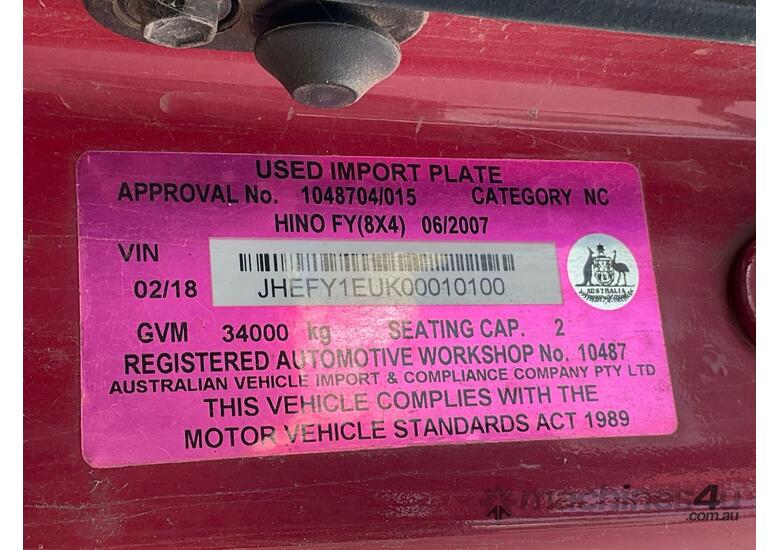 USED IMPORT PLATE
APPROVAL No. 1048704/015 CATEGORY NC
HINO FY(8X4) 06/2007
VIN
02/18 JHEFY1EUK00010100
AUSTRALIA
GVM 34000 kg SEATING CAP. 2
REGISTERED AUTOMOTIVE WORKSHOP No. 10487
AUSTRALIAN VEHICLE IMPORT & COMPLIANCE COMPANY PTY LTD
THIS VEHICLE COMPLIES WITH THE
MOTOR VEHICLE STANDARDS ACT 1989
machines4u
.com.au